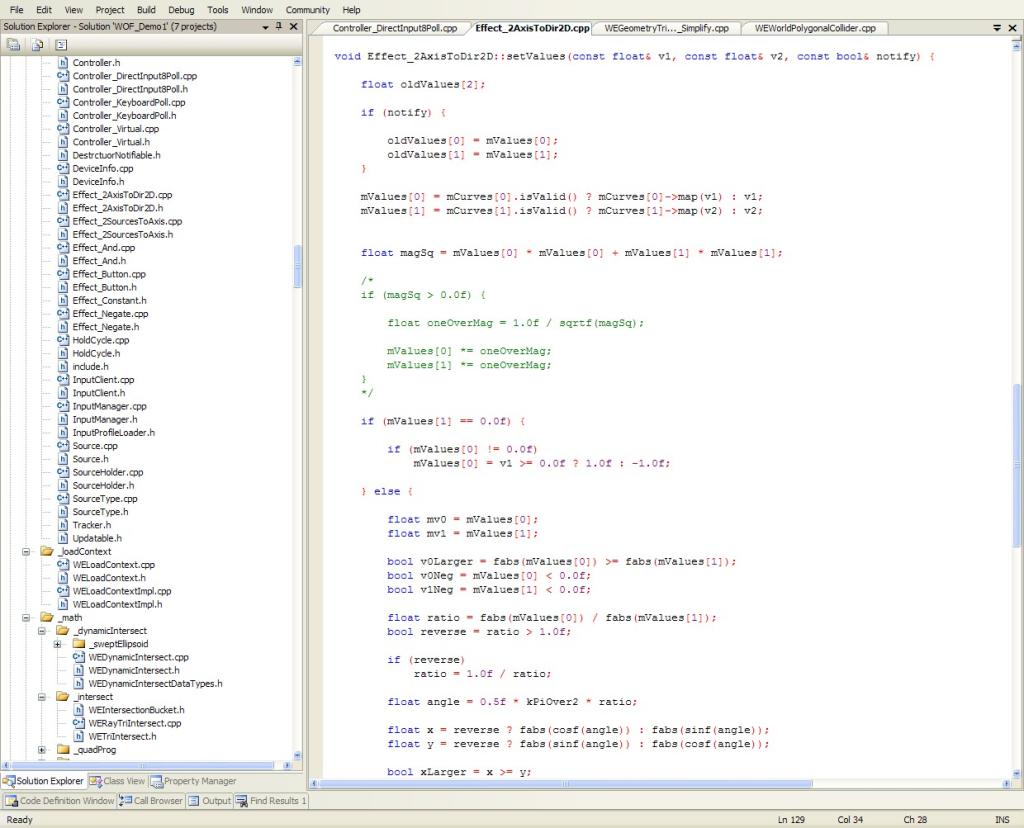 File Edit View Project Build Debug Tools Window Community Help
Solution Explorer - Solution 'WOF_Demo1' (7 projects)
Controller_DirectInput8Poll.cpp Effect_2AxisToDir2D.cpp WEGeometryTri..._Simplify.cpp WEWorldPolygonalCollider.cpp
Controller.h
Controller_DirectInput8Poll.cpp
Controller_DirectInput8Poll.h
Controller_KeyboardPoll.cpp
Controller_KeyboardPoll.h
Controller_Virtual.cpp
Controller_Virtual.h
DestrctuorNotifiable.h
DeviceInfo.cpp
DeviceInfo.h
Effect_2AxisToDir2D.cpp
Effect_2AxisToDir2D.h
Effect_2SourcesToAxis.cpp
Effect_2SourcesToAxis.h
Effect_And.cpp
Effect_And.h
Effect_Button.cpp
Effect_Button.h
Effect_Constant.h
Effect_Negate.cpp
Effect_Negate.h
HoldCycle.cpp
HoldCycle.h
include.h
InputClient.cpp
InputClient.h
InputManager.cpp
InputManager.h
InputProfileLoader.h
Source.cpp
Source.h
SourceHolder.cpp
SourceHolder.h
SourceType.cpp
SourceType.h
Tracker.h
Updatable.h
_loadContext
WELoadContext.cpp
WELoadContext.h
WELoadContextImpl.cpp
WELoadContextImpl.h
_math
_dynamicIntersect
_sweptEllipsoid
WEDynamicIntersect.cpp
WEDynamicIntersect.h
WEDynamicIntersectDataTypes.h
_intersect
WEIntersectionBucket.h
WERayTriIntersect.cpp
WETriIntersect.h
_quadProg
void Effect_2AxisToDir2D::setValues(const float& v1, const float& v2, const bool& notify) {
float oldValues[2];
if (notify) {
oldValues[0] = mValues[0];
oldValues[1] = mValues[1];
}
mValues[0] = mCurves[0].isValid() ? mCurves[0]->map(v1) : v1;
mValues[1] = mCurves[1].isValid() ? mCurves[1]->map(v2) : v2;
float magSq = mValues[0] * mValues[0] + mValues[1] * mValues[1];
/*
if (magSq > 0.0f) {
float oneOverMag = 1.0f / sqrtf(magSq);
mValues[0] *= oneOverMag;
mValues[1] *= oneOverMag;
}
*/
if (mValues[1] == 0.0f) {
if (mValues[0] != 0.0f)
mValues[0] = v1 >= 0.0f ? 1.0f : -1.0f;
} else {
float mv0 = mValues[0];
float mv1 = mValues[1];
bool v0Larger = fabs(mValues[0]) >= fabs(mValues[1]);
bool v0Neg = mValues[0] < 0.0f;
bool v1Neg = mValues[1] < 0.0f;
float ratio = fabs(mValues[0]) / fabs(mValues[1]);
bool reverse = ratio > 1.0f;
if (reverse)
ratio = 1.0f / ratio;
float angle = 0.5f * kPiOver2 * ratio;
float x = reverse ? fabs(cosf(angle)) : fabs(sinf(angle));
float y = reverse ? fabs(sinf(angle)) : fabs(cosf(angle));
bool xLarger = x >= y;
Solution Explorer Class View Property Manager
Code Definition Window Call Browser Output Find Results 1
Ready Ln 129 Col 34 Ch 28 INS